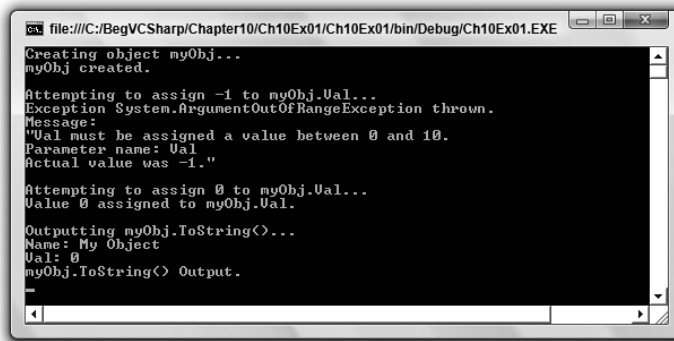 file:///C:/BegVCSharp/Chapter10/Ch10Ex01/Ch10Ex01/bin/Debug/Ch10Ex01.EXE
Creating object myObj...
myObj created.
Attempting to assign -1 to myObj.Val...
Exception System.ArgumentOutOfRangeException thrown.
Message:
"Val must be assigned a value between 0 and 10.
Parameter name: Val
Actual value was -1."
Attempting to assign 0 to myObj.Val...
Value 0 assigned to myObj.Val.
Outputting myObj.ToString()...
Name: My Object
Val: 0
myObj.ToString() Output.